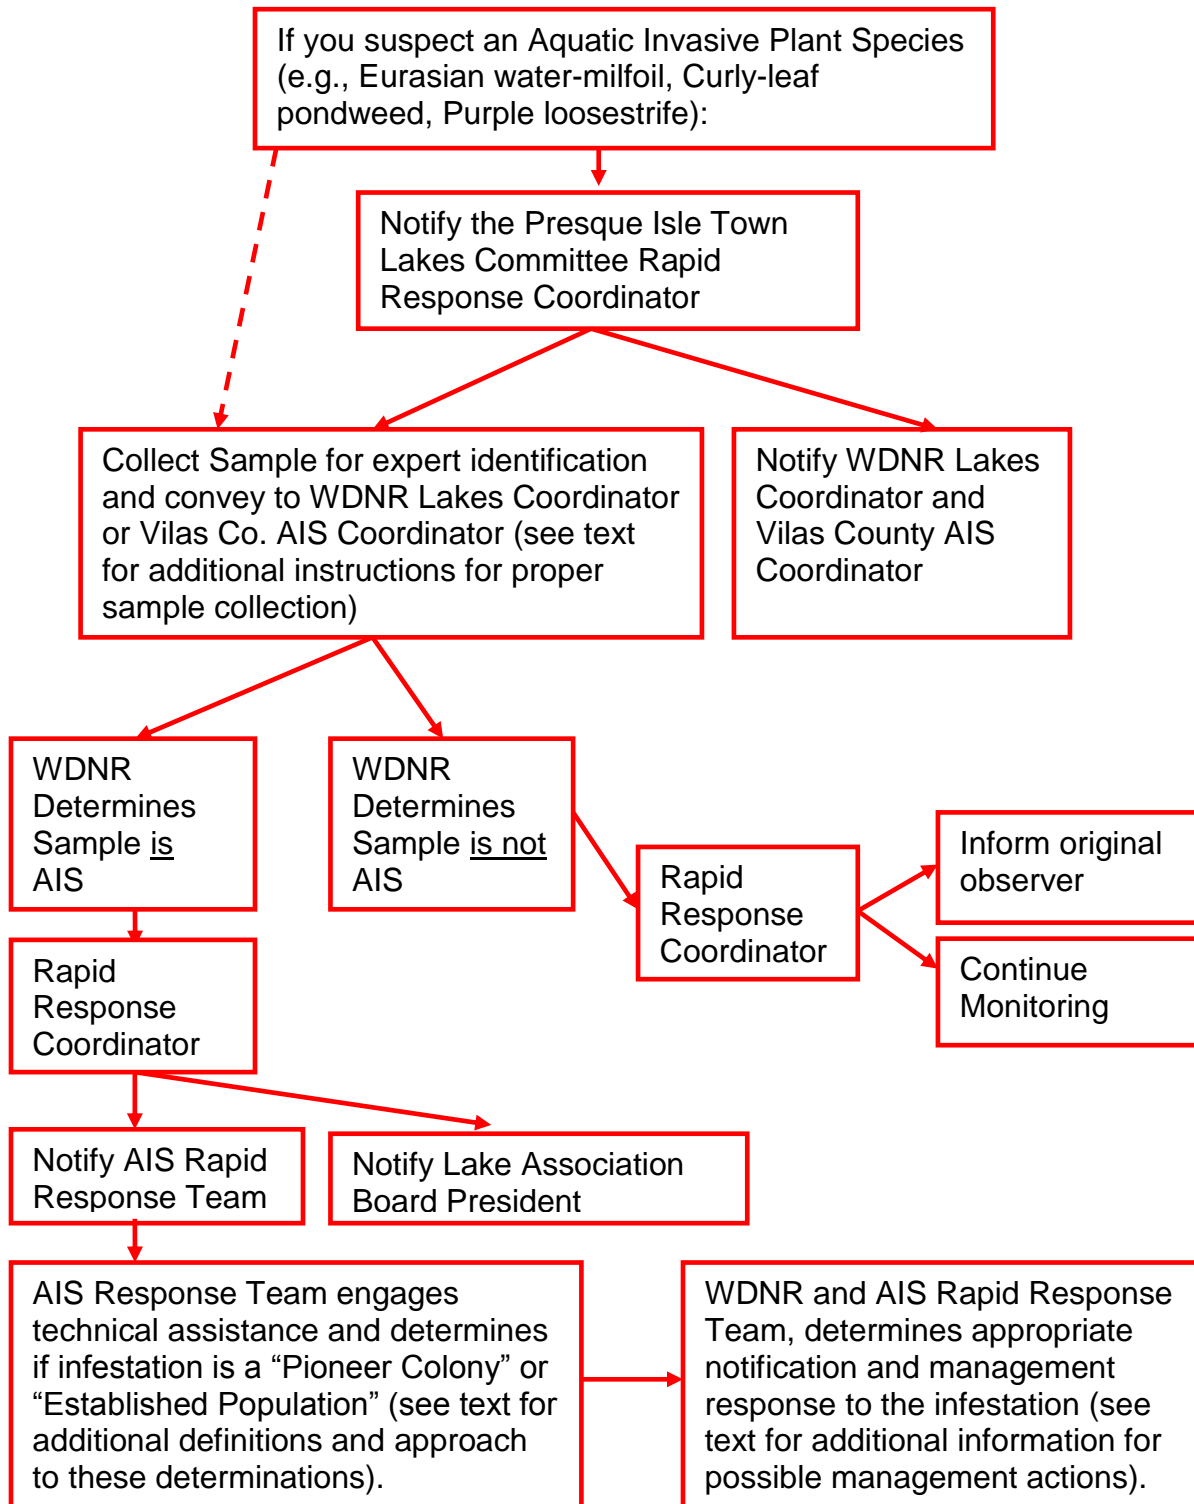 If you suspect an Aquatic Invasive Plant Species
(e.g., Eurasian water-milfoil, Curly-leaf
pondweed, Purple loosestrife):
Notify the Presque Isle Town
Lakes Committee Rapid
Response Coordinator
Collect Sample for expert identification
and convey to WDNR Lakes Coordinator
or Vilas Co. AIS Coordinator (see text
for additional instructions for proper
sample collection)
Notify WDNR Lakes
Coordinator and
Vilas County AIS
Coordinator
WDNR
Determines
Sample is
AIS
WDNR
Determines
Sample is not
AIS
Rapid
Response
Coordinator
Inform original
observer
Continue
Monitoring
Rapid
Response
Coordinator
Notify AIS Rapid
Response Team
Notify Lake Association
Board President
AIS Response Team engages
technical assistance and determines
if infestation is a “Pioneer Colony” or
“Established Population” (see text for
additional definitions and approach
to these determinations).
WDNR and AIS Rapid Response
Team, determines appropriate
notification and management
response to the infestation (see
text for additional information for
possible management actions).